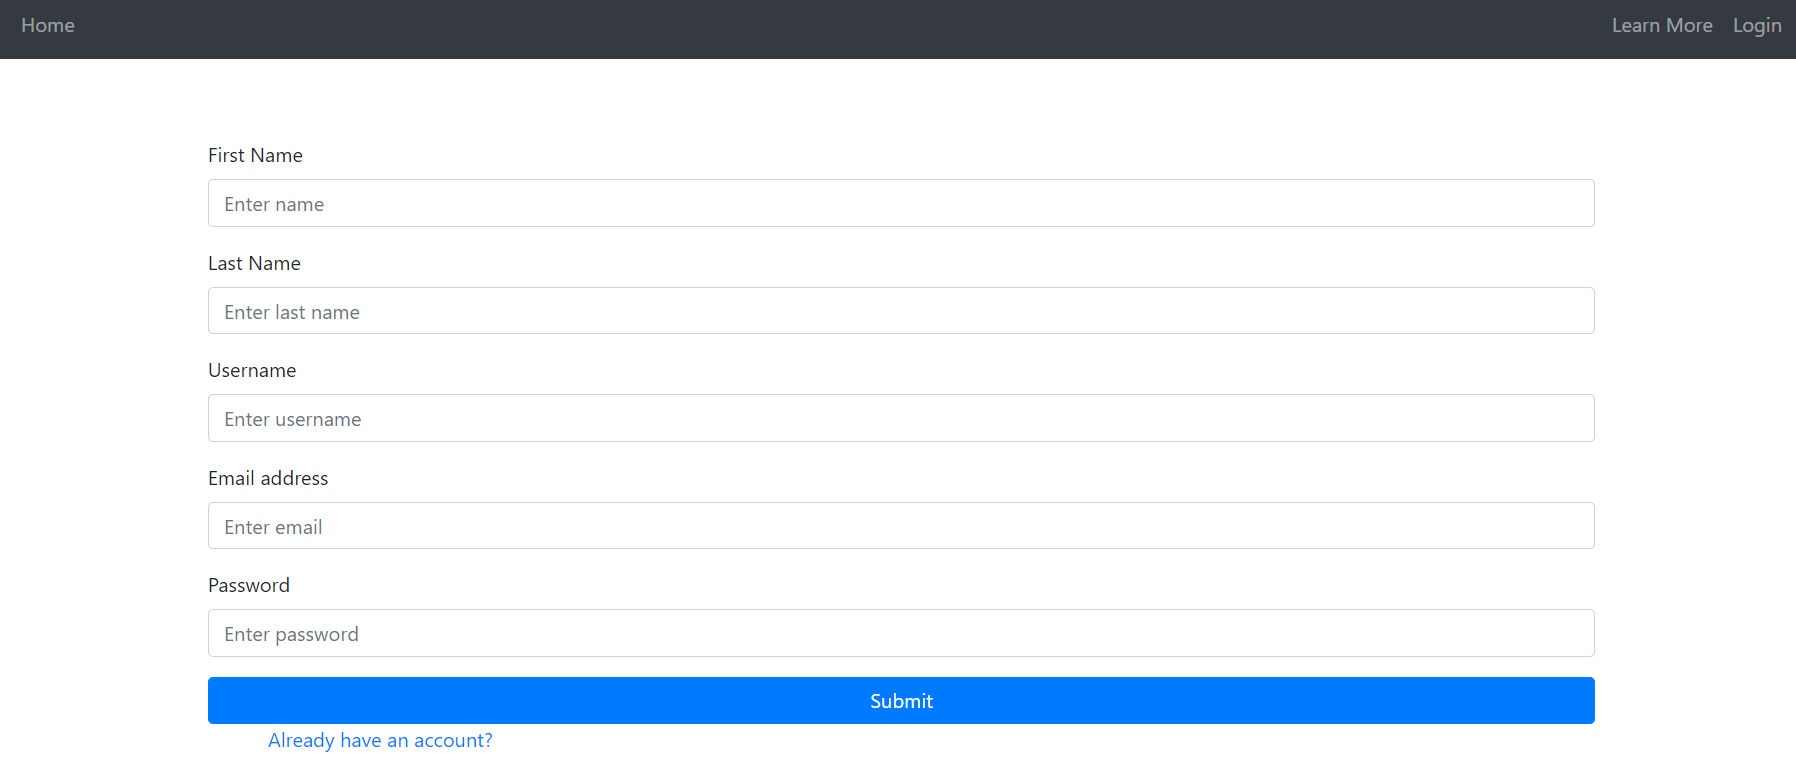 Home Learn More Login
First Name
Enter name
Last Name
Enter last name
Username
Enter username
Email address
Enter email
Password
Enter password
Submit
Already have an account?